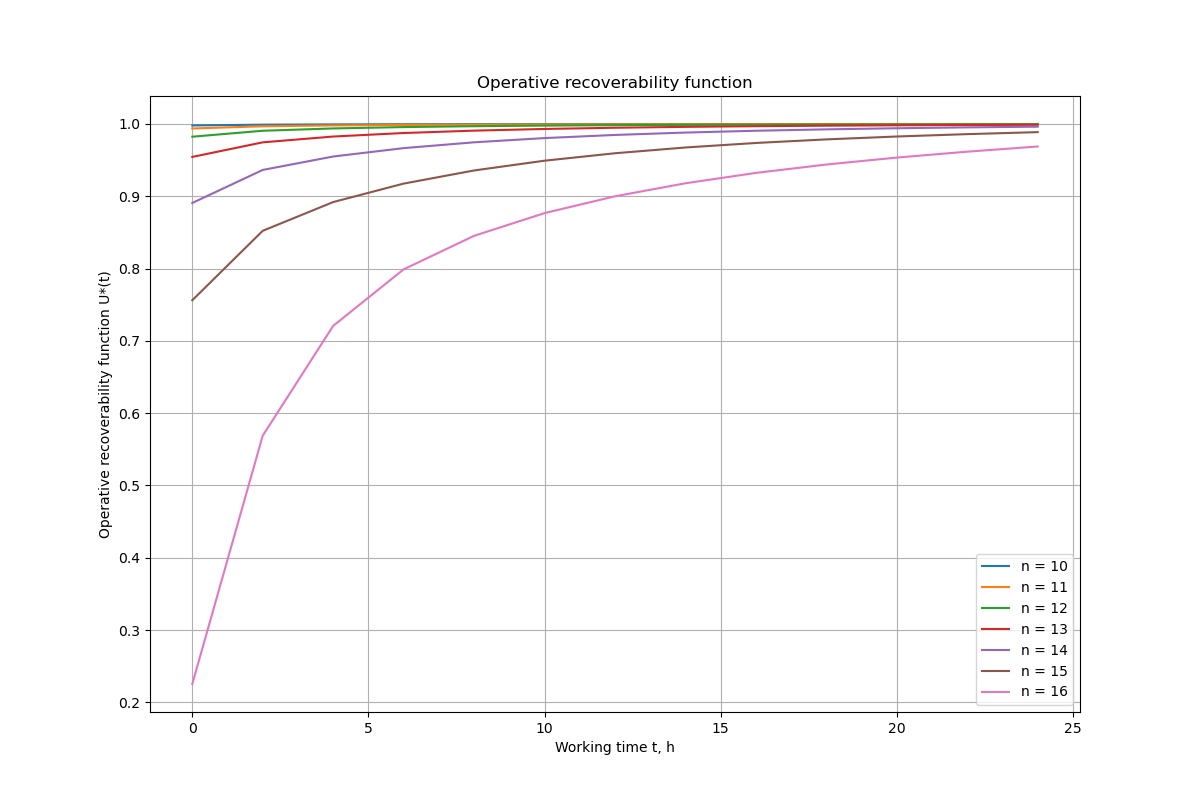 Operative recoverability function
Operative recoverability function U*(t)
1.0
0.9
0.8
0.7
0.6
0.5
0.4
0.3
0.2
n = 10
n = 11
n = 12
n = 13
n = 14
n = 15
n = 16
0 5 10 15 20 25
Working time t, h